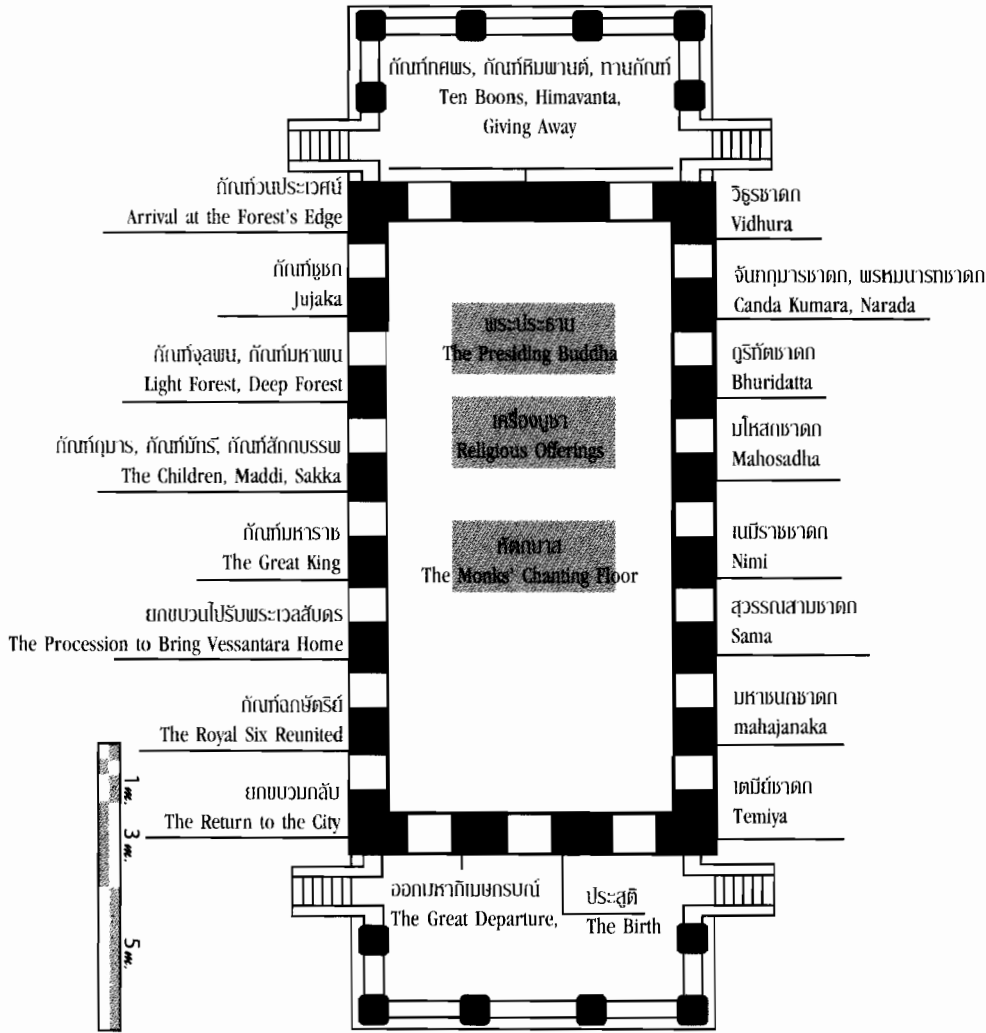 กัณฑ์ทศพร, กัณฑ์หิมพานต์, ทานกัณฑ์
Ten Boons, Himavanta,
Giving Away
กัณฑ์วนประเวศน์
Arrival at the Forest's Edge
กัณฑ์ชูชก
Jujaka
กัณฑ์จุลพน, กัณฑ์มหาพน
Light Forest, Deep Forest
กัณฑ์กุมาร, กัณฑ์มัทรี, กัณฑ์สักกบรรพ
The Children, Maddi, Sakka
กัณฑ์มหาราช
The Great King
ยกขบวนไปรับพระเวสสันดร
The Procession to Bring Vessantara Home
กัณฑ์ฉกษัตริย์
The Royal Six Reunited
ยกขบวนกลับ
The Return to the City
พระประธาน
The Presiding Buddha
เครื่องบูชา
Religious Offerings
หัตถบาส
The Monks' Chanting Floor
วิธูรชาดก
Vidhura
จันทกุมารชาดก, พรหมนารทชาดก
Canda Kumara, Narada
ภูริทัตชาดก
Bhuridatta
มโหสถชาดก
Mahosadha
เนมีราชชาดก
Nimi
สุวรรณสามชาดก
Sama
มหาชนกชาดก
mahajanaka
เตมีย์ชาดก
Temiya
ออกมหาภิเนษกรมณ์
The Great Departure,
ประสูติ
The Birth
1 m.
3 m.
5 m.